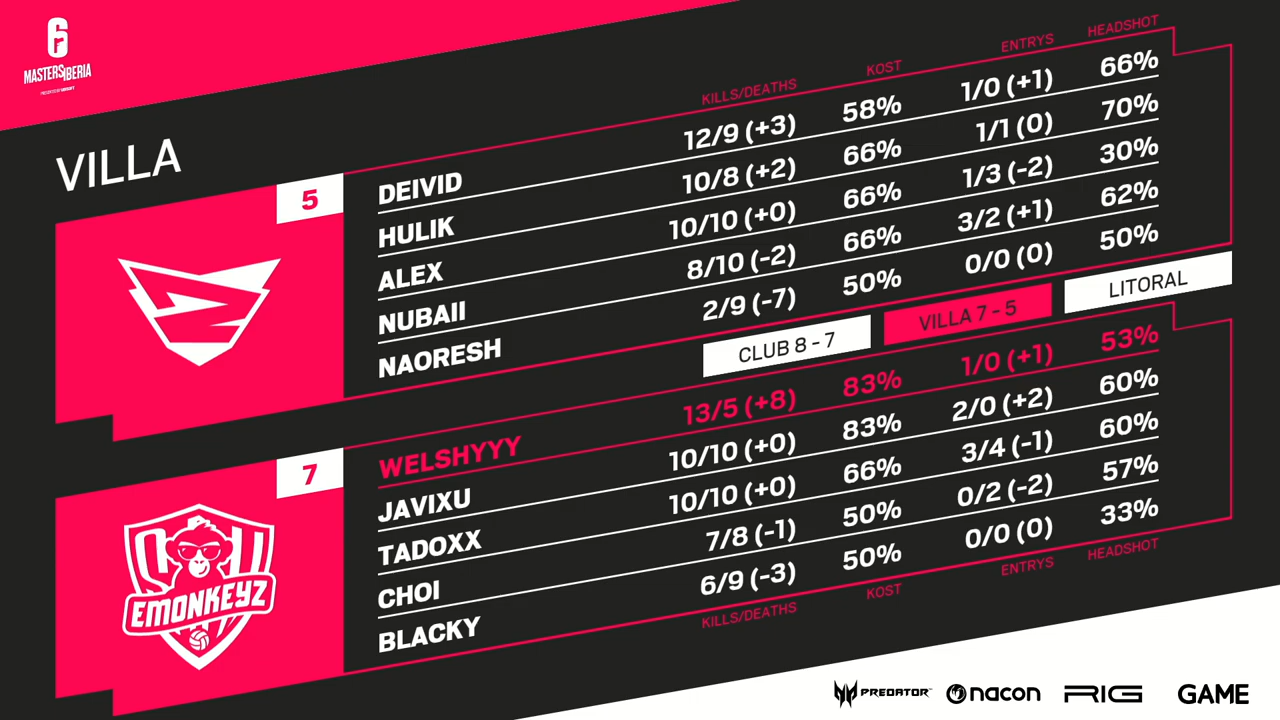 6
MASTERSIBERIA
PRESENTED BY UBISOFT
VILLA
KILLS/DEATHS KOST ENTRYS HEADSHOT
5
DEIVID 12/9 (+3) 58% 1/0 (+1) 66%
HULIK 10/8 (+2) 66% 1/1 (0) 70%
ALEX 10/10 (+0) 66% 1/3 (-2) 30%
NUBAII 8/10 (-2) 66% 3/2 (+1) 62%
NAORESH 2/9 (-7) 50% 0/0 (0) 50%
CLUB 8 - 7 VILLA 7 - 5 LITORAL
7
EMONKEYZ
WELSHYYY 13/5 (+8) 83% 1/0 (+1) 53%
JAVIXU 10/10 (+0) 83% 2/0 (+2) 60%
TADOXX 10/10 (+0) 66% 3/4 (-1) 60%
CHOI 7/8 (-1) 50% 0/2 (-2) 57%
BLACKY 6/9 (-3) 50% 0/0 (0) 33%
KILLS/DEATHS KOST ENTRYS HEADSHOT
PREDATOR nacon RIG GAME